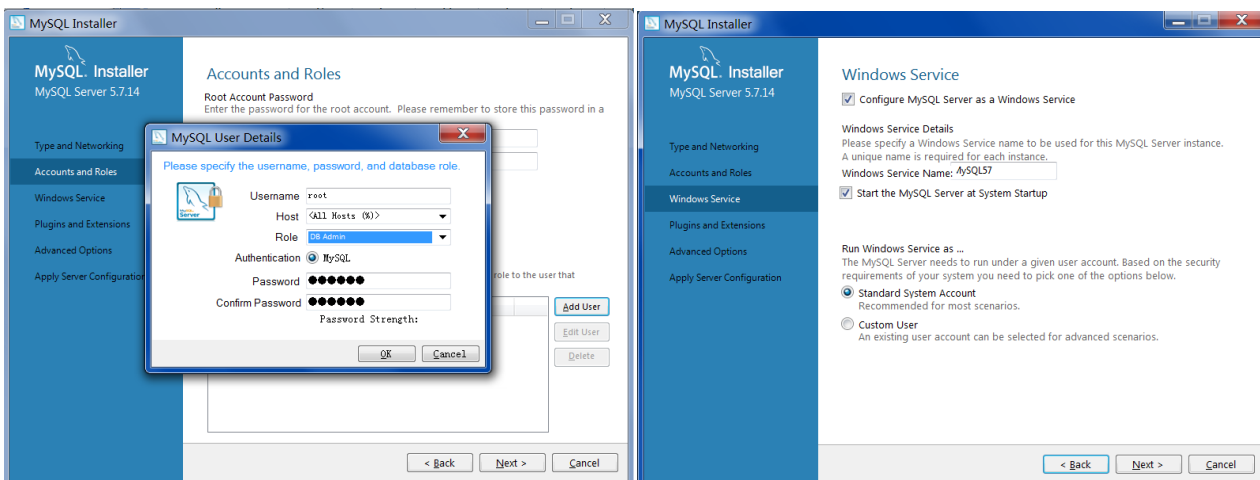 MySQL Installer
MySQL. Installer
MySQL Server 5.7.14
Type and Networking
Accounts and Roles
Windows Service
Plugins and Extensions
Advanced Options
Apply Server Configuration
Accounts and Roles
Root Account Password
Enter the password for the root account. Please remember to store this password in a
MySQL User Details
Please specify the username, password, and database role.
Server
Username root
Host <All Hosts (%)>
Role DB Admin
Authentication MySQL
Password ●●●●●●
Confirm Password ●●●●●●
Password Strength:
OK Cancel
role to the user that
Add User
Edit User
Delete
< Back Next > Cancel
MySQL Installer
MySQL. Installer
MySQL Server 5.7.14
Type and Networking
Accounts and Roles
Windows Service
Plugins and Extensions
Advanced Options
Apply Server Configuration
Windows Service
Configure MySQL Server as a Windows Service
Windows Service Details
Please specify a Windows Service name to be used for this MySQL Server instance.
A unique name is required for each instance.
Windows Service Name: MySQL57
Start the MySQL Server at System Startup
Run Windows Service as ...
The MySQL Server needs to run under a given user account. Based on the security
requirements of your system you need to pick one of the options below.
Standard System Account
Recommended for most scenarios.
Custom User
An existing user account can be selected for advanced scenarios.
< Back Next > Cancel